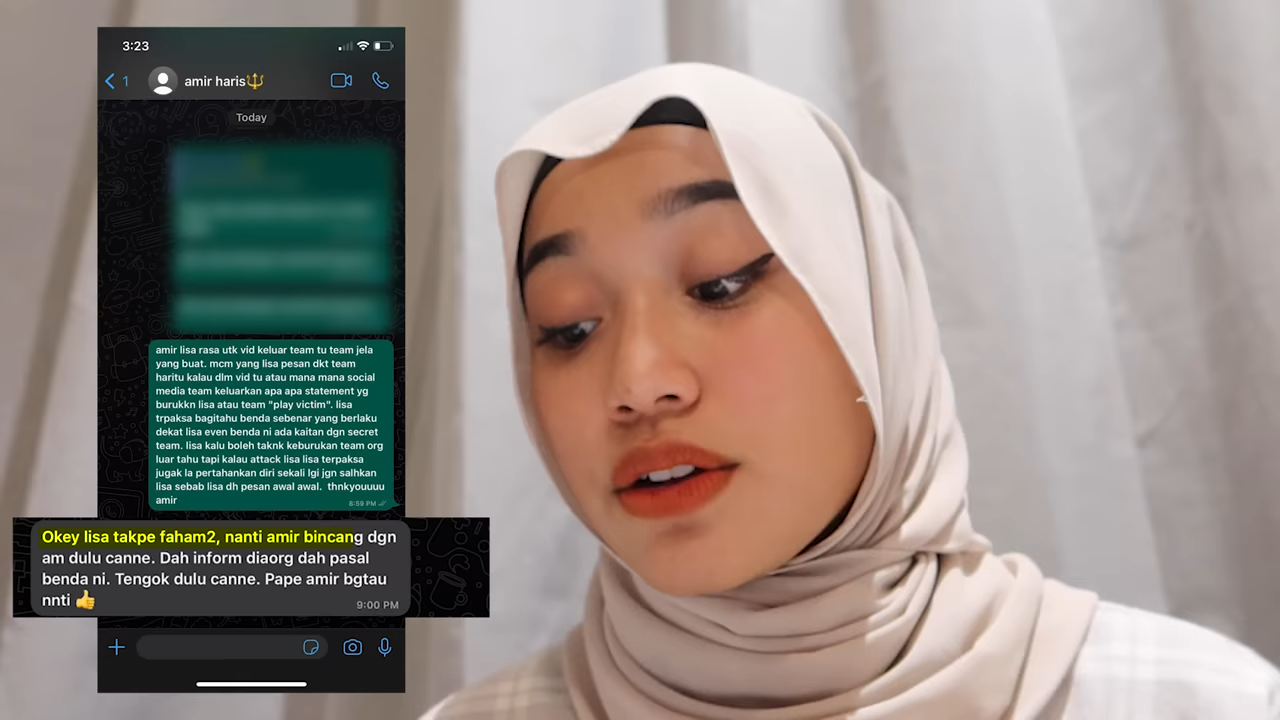 3:23
1
amir haris🔱
Today
amir lisa rasa utk vid keluar team tu team jela
yang buat. mcm yang lisa pesan dkt team
haritu kalau dlm vid tu atau mana mana social
media team keluarkan apa apa statement yg
burukkn lisa atau team "play victim". lisa
trpaksa bagitahu benda sebenar yang berlaku
dekat lisa even benda ni ada kaitan dgn secret
team. lisa kalu boleh taknk keburukan team org
luar tahu tapi kalau attack lisa lisa terpaksa
jugak la pertahankan diri sekali lgi jgn salhkan
lisa sebab lisa dh pesan awal awal. thnkyouuuu
amir
8:59 PM
Okey lisa takpe faham2, nanti amir bincang dgn
am dulu canne. Dah inform diaorg dah pasal
benda ni. Tengok dulu canne. Pape amir bgtau
nnti 👍
9:00 PM